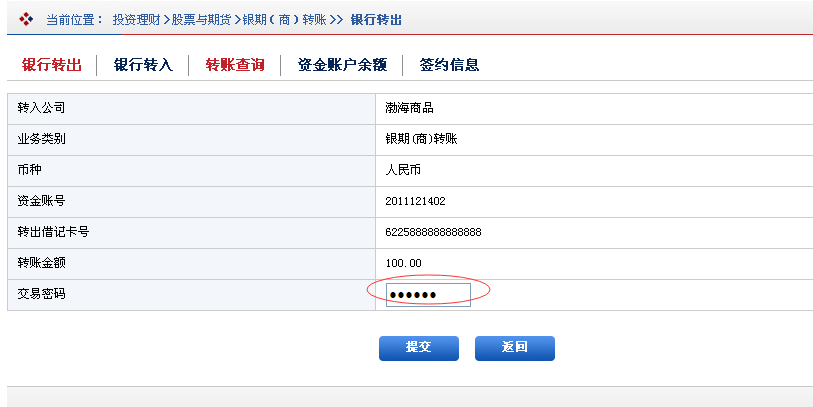 当前位置： 投资理财>股票与期货>银期(商)转账>> 银行转出
银行转出 银行转入 转账查询 资金账户余额 签约信息
转入公司 渤海商品
业务类别 银期(商)转账
币种 人民币
资金账号 2011121402
转出借记卡号 6225888888888888
转账金额 100.00
交易密码 ●●●●●●
提交 返回